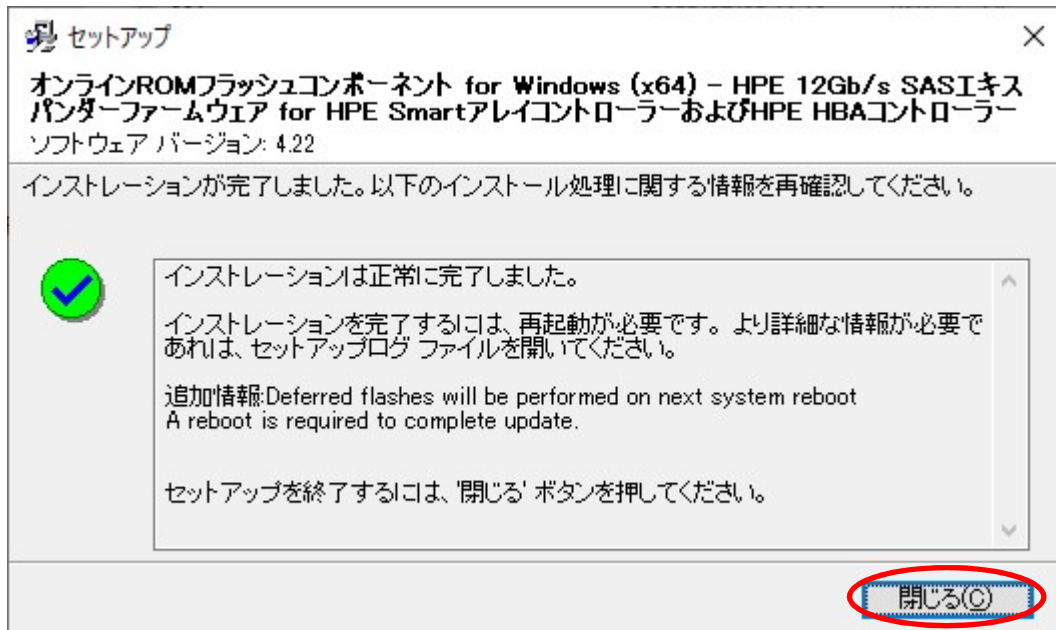 セットアップ
オンラインROMフラッシュコンポーネント for Windows (x64) – HPE 12Gb/s SASエキス
パンダーファームウェア for HPE SmartアレイコントローラーおよびHPE HBAコントローラー
ソフトウェア バージョン: 4.22
インストレーションが完了しました。以下のインストール処理に関する情報を再確認してください。
インストレーションは正常に完了しました。
インストレーションを完了するには、再起動が必要です。より詳細な情報が必要で
あれば、セットアップログ ファイルを開いてください。
追加情報:Deferred flashes will be performed on next system reboot
A reboot is required to complete update.
セットアップを終了するには、'閉じる' ボタンを押してください。
閉じる(C)